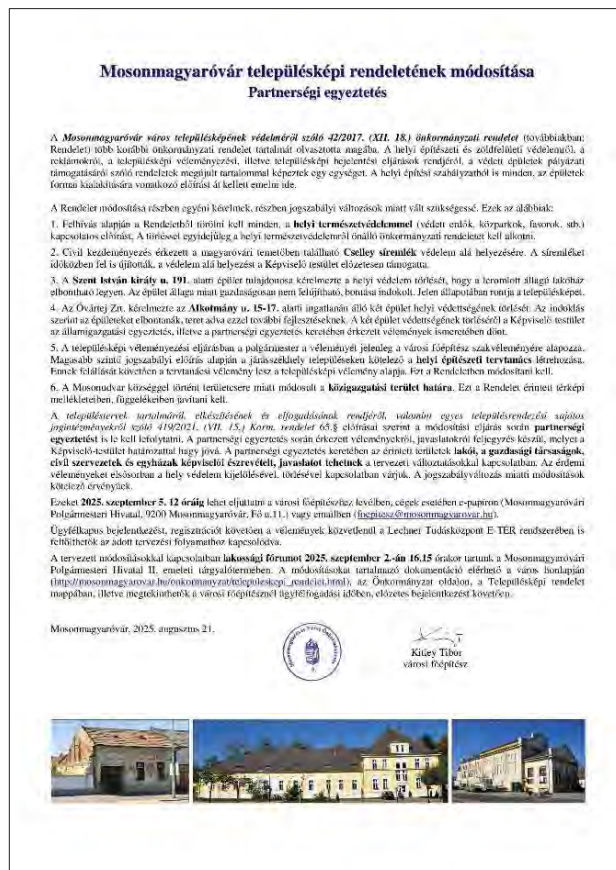 Mosonmagyaróvár településképi rendeletének módosítása
Partnerségi egyeztetés
A Mosonmagyaróvár város településképének védelméről szóló 42/2017. (XII. 18.) önkormányzati rendelet (továbbiakban:
Rendelet) több korábbi önkormányzati rendelet tartalmát olvasztotta magába. A helyi építészeti és zöldfelületi védelemről, a
reklámokról, a településképi véleményezési, illetve településképi bejelentési eljárások rendjéről, a védett épületek pályázati
támogatásáról szóló rendeletek megújult tartalommal képeztek egy egységet. A helyi építési szabályzatból is minden, az épületek
formai kialakítására vonatkozó előírást át kellett emelni ide.
A Rendelet módosítása részben egyéni kérelmek, részben jogszabályi változások miatt vált szükségessé. Ezek az alábbiak:
1. Felhívás alapján a Rendeletből törölni kell minden, a helyi természetvédelemmel (védett erdők, közparkok, fasorok, stb.)
kapcsolatos előírást. A törléssel egyidejűleg a helyi természetvédelemről önálló önkormányzati rendeletet kell alkotni.
2. Civil kezdeményezés érkezett a magyaróvári temetőben található Cselley síremlék védelem alá helyezésére. A síremléket
időközben fel is újították, a védelem alá helyezést a Képviselő testület előzetesen támogatta.
3. A Szent István király u. 191. alatti épület tulajdonosa kérelmezte a helyi védelem törlését, hogy a leromlott állagú lakóház
elbontható legyen. Az épület állaga miatt gazdaságosan nem felújítható, bontása indokolt. Jelen állapotában rontja a településképet.
4. Az Óvártej Zrt. kérelmezte az Alkotmány u. 15-17. alatti ingatlanán álló két épület helyi védettségének törlését. Az indoklás
szerint az épületeket elbontanák, teret adva ezzel további fejlesztéseknek. A két épület védettségének törléséről a Képviselő testület
az államigazgatási egyeztetés, illetve a partnerségi egyeztetés keretében érkezett vélemények ismeretében dönt.
5. A településképi véleményezési eljárásban a polgármester a véleményét jelenleg a városi főépítész szakvéleményére alapozza.
Magasabb szintű jogszabályi előírás alapján a járásszékhely településeken kötelező a helyi építészeti tervtanács létrehozása.
Ennek felállítását követően a tervtanácsi vélemény lesz a települési vélemény alapja. Ezt a Rendeletben módosítani kell.
6. A Mosonudvar községgel történt területcsere miatt módosult a közigazgatási terület határa. Ezt a Rendelet érintett térképi
mellékleteiben, függelékeiben javítani kell.
A településtervek tartalmáról, elkészítésének és elfogadásának rendjéről, valamint egyes településrendezési sajátos
jogintézményekről szóló 419/2021. (VII. 15.) Korm. rendelet 65.§ előírásai szerint a módosítási eljárás során partnerségi
egyeztetést is le kell lefolytatni. A partnerségi egyeztetés során érkezett véleményekről, javaslatokról feljegyzés készül, melyet a
Képviselő-testület határozattal hagy jóvá. A partnerségi egyeztetés keretében az érintett területek lakói, a gazdasági társaságok,
civil szervezetek és egyházak képviselői észrevételt, javaslatot tehetnek a tervezett változtatásokkal kapcsolatban. Az érdemi
véleményeket elsősorban a hely védelem kijelölésével, törlésével kapcsolatban várjuk. A jogszabályváltozás miatti módosítások
kötelező érvényűek.
Ezeket 2025. szeptember 5. 12 óráig lehet eljuttatni a városi főépítészhez levélben, cégek esetében e-papíron (Mosonmagyaróvári
Polgármesteri Hivatal, 9200 Mosonmagyaróvár, Fő u.11.) vagy emailben (foepitesz@mosonmagyarovar.hu).
Ügyfélkapus bejelentkezést, regisztrációt követően a vélemények közvetlenül a Lechner Tudásközpont E-TÉR rendszerében is
feltölthetők az adott tervezési folyamathoz kapcsolódva.
A tervezett módosításokkal kapcsolatban lakossági fórumot 2025. szeptember 2.-án 16.15 órakor tartunk a Mosonmagyaróvári
Polgármesteri Hivatal II. emeleti tárgyalótermében. A módosításokat tartalmazó dokumentáció elérhető a város honlapján
(http://mosonmagyarovar.hu/onkormanyzat/telepuleskepi_rendelet.html), az Önkormányzat oldalon, a Településképi rendelet
mappában, illetve megtekinthetők a városi főépítésznél ügyfélfogadási időben, előzetes bejelentkezést követően.
Mosonmagyaróvár, 2025. augusztus 21.
Kitley Tibor
városi főépítész